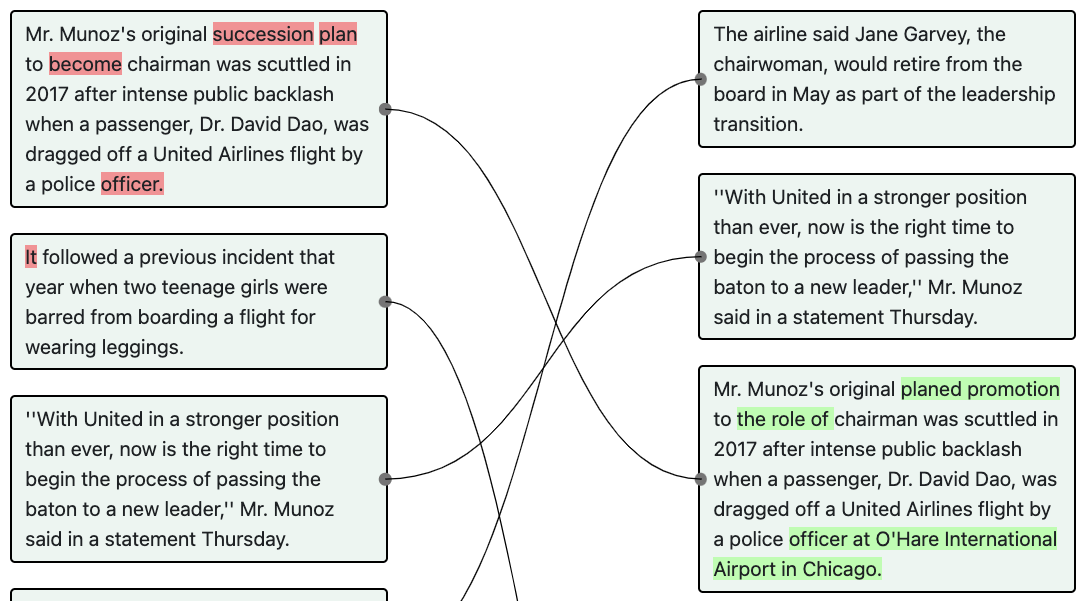 Mr. Munoz's original succession plan
to become chairman was scuttled in
2017 after intense public backlash
when a passenger, Dr. David Dao, was
dragged off a United Airlines flight by
a police officer.
It followed a previous incident that
year when two teenage girls were
barred from boarding a flight for
wearing leggings.
''With United in a stronger position
than ever, now is the right time to
begin the process of passing the
baton to a new leader,'' Mr. Munoz
said in a statement Thursday.
The airline said Jane Garvey, the
chairwoman, would retire from the
board in May as part of the leadership
transition.
''With United in a stronger position
than ever, now is the right time to
begin the process of passing the
baton to a new leader,'' Mr. Munoz
said in a statement Thursday.
Mr. Munoz's original planed promotion
to the role of chairman was scuttled in
2017 after intense public backlash
when a passenger, Dr. David Dao, was
dragged off a United Airlines flight by
a police officer at O'Hare International
Airport in Chicago.